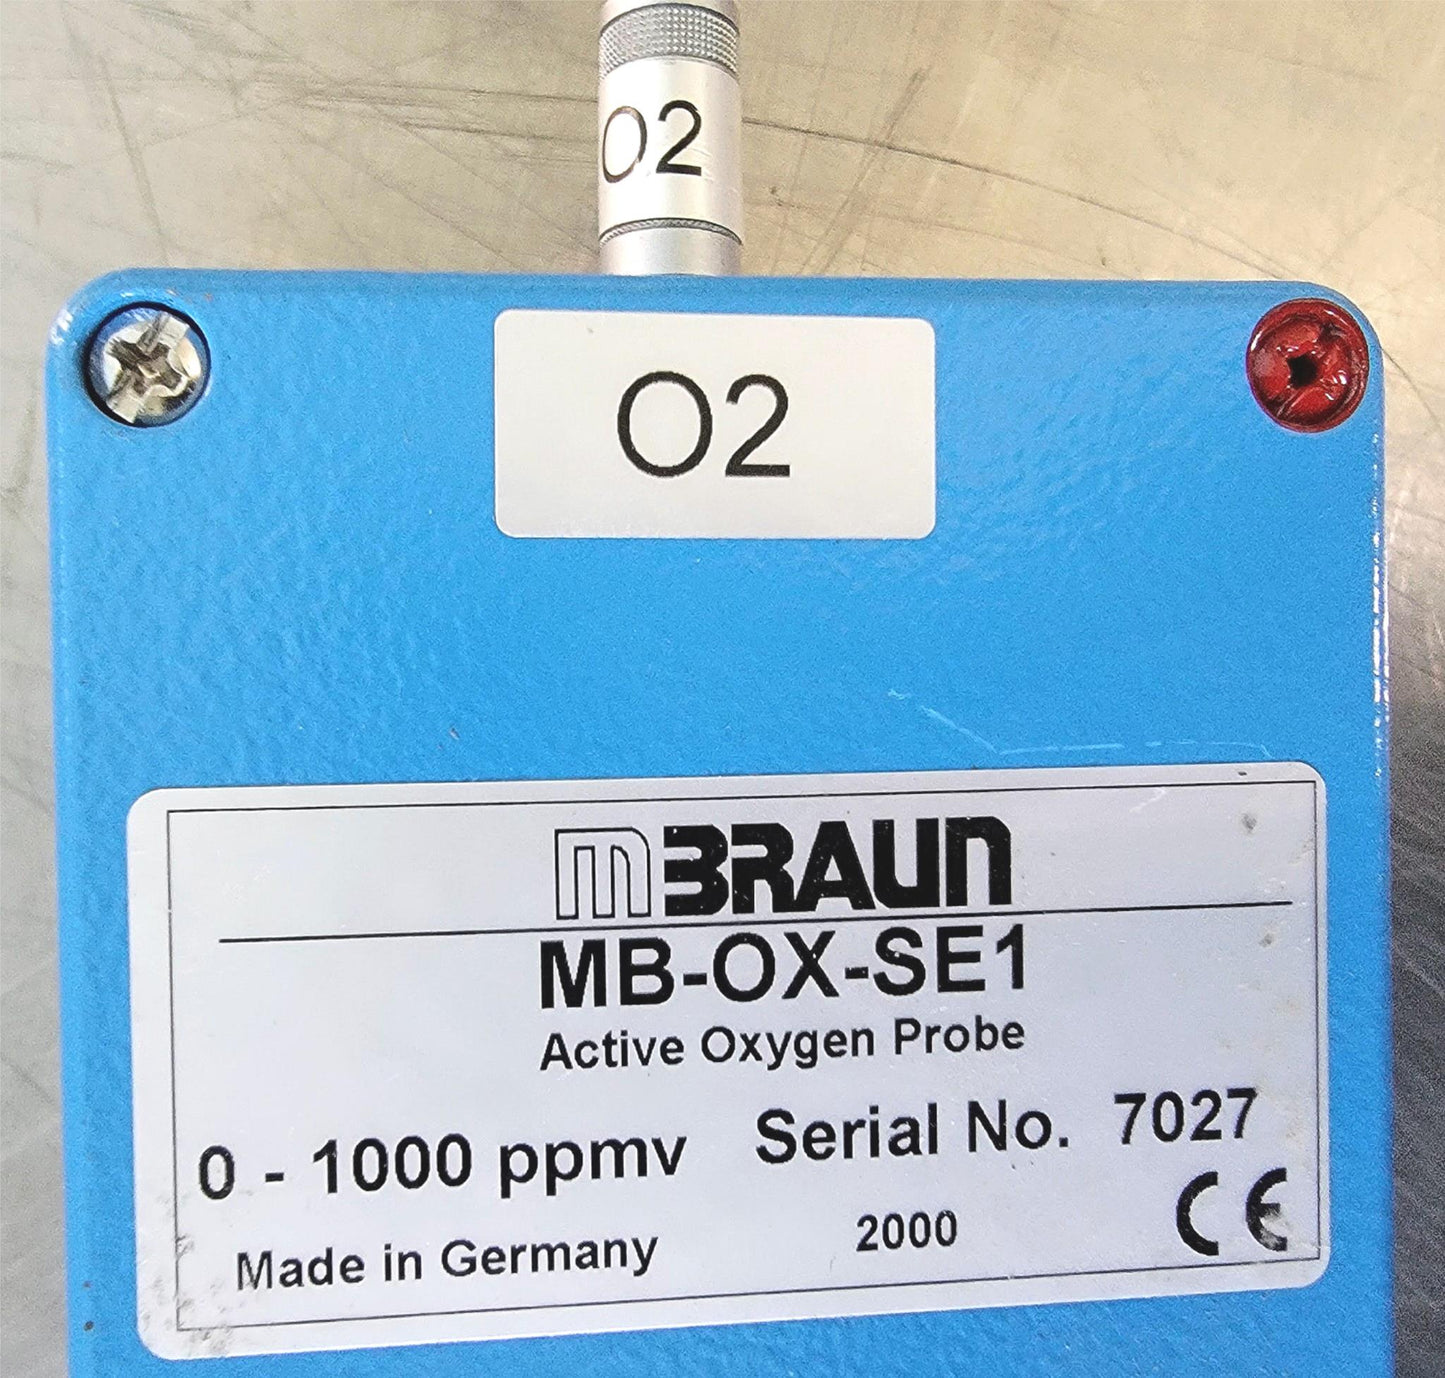 O2
O2
mBRAUN
MB-OX-SE1
Active Oxygen Probe
0 - 1000 ppmv Serial No. 7027
Made in Germany 2000 CE